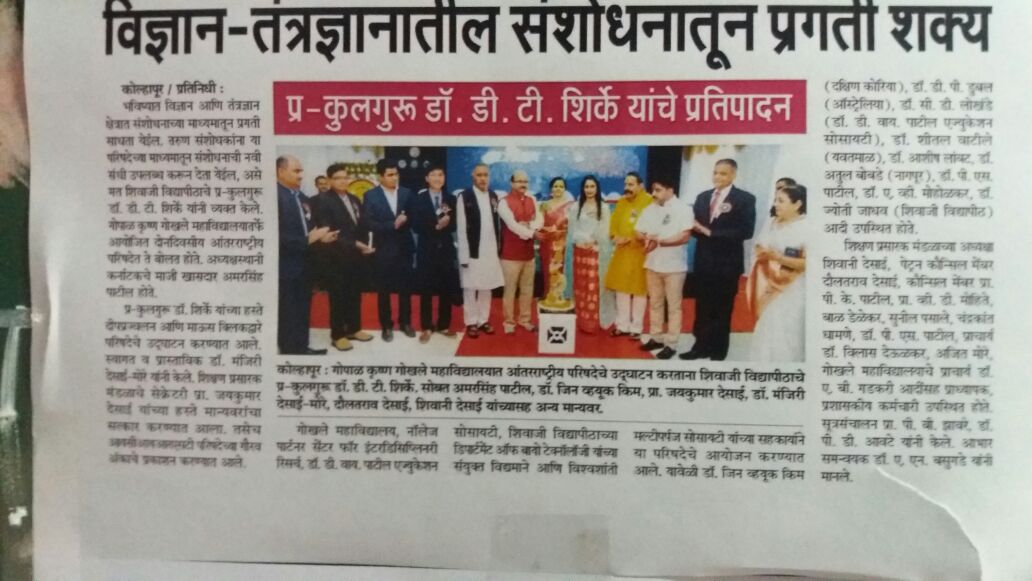 विज्ञान-तंत्रज्ञानातील संशोधनातून प्रगती शक्य
प्र-कुलगुरू डॉ. डी. टी. शिर्के यांचे प्रतिपादन
कोल्हापूर / प्रतिनिधी :
भविष्यात विज्ञान आणि तंत्रज्ञान
क्षेत्रात संशोधनाच्या माध्यमातून प्रगती
साधता येईल. तरुण संशोधकांना या
परिषदेच्या माध्यमातून संशोधनाची नवी
संधी उपलब्ध करून देता येईल, असे
मत शिवाजी विद्यापीठाचे प्र-कुलगुरू
डॉ. डी. टी. शिर्के यांनी व्यक्त केले.
गोपाळ कृष्ण गोखले महाविद्यालयातर्फे
आयोजित दोनदिवसीय आंतरराष्ट्रीय
परिषदेत ते बोलत होते. अध्यक्षस्थानी
कर्नाटकचे माजी खासदार अमरसिंह
पाटील होते.
प्र-कुलगुरू डॉ. शिर्के यांच्या हस्ते
दीपप्रज्वलन आणि माऊस क्लिकद्वारे
परिषदेचे उद्घाटन करण्यात आले.
स्वागत व प्रास्ताविक डॉ. मंजिरी
देसाई-मोरे यांनी केले. शिक्षण प्रसारक
मंडळाचे सेक्रेटरी प्रा. जयकुमार
देसाई यांच्या हस्ते मान्यवरांचा
सत्कार करण्यात आला. तसेच
परिषदेच्या गौरव
अंकाचे प्रकाशन करण्यात आले.
कोल्हापूर : गोपाळ कृष्ण गोखले महाविद्यालयात आंतरराष्ट्रीय परिषदेचे उद्घाटन करताना शिवाजी विद्यापीठाचे
प्र-कुलगुरू डॉ. डी. टी. शिर्के. सोबत अमरसिंह पाटील, डॉ. जिन व्हयूक किम, प्रा. जयकुमार देसाई, डॉ. मंजिरी
देसाई-मोरे, दौलतराव देसाई, शिवानी देसाई यांच्यासह अन्य मान्यवर.
गोखले महाविद्यालय, नॉलेज
पार्टनर सेंटर फॉर इंटरडिसिप्लिनरी
रिसर्च, डॉ. डी. वाय. पाटील एज्युकेशन
सोसायटी, शिवाजी विद्यापीठाच्या
डिपार्टमेंट ऑफ बायो टेक्नॉलॉजी यांच्या
संयुक्त विद्यमाने आणि विश्वशांती
मल्टीपर्पज सोसायटी यांच्या सहकार्याने
या परिषदेचे आयोजन करण्यात
आले. यावेळी डॉ. जिन व्हयूक किम
(दक्षिण कोरिया), डॉ. डी. पी. डुबल
(ऑस्ट्रेलिया), डॉ. सी. डी. लोखंडे
(डॉ. डी. वाय. पाटील एज्युकेशन
सोसायटी), डॉ. शीतल चाटीले
(यवतमाळ), डॉ. आशीष लांबट, डॉ.
अतुल बोबडे (नागपूर), डॉ. पी. एस.
पाटील, डॉ. ए. व्ही. मोहोळकर, डॉ.
ज्योती जाधव (शिवाजी विद्यापीठ)
आदी उपस्थित होते.
शिक्षण प्रसारक मंडळाच्या अध्यक्षा
शिवानी देसाई, पेट्रन कौन्सिल मेंबर
दौलतराव देसाई, कौन्सिल मेंबर प्रा.
पी. के. पाटील, प्रा. व्ही. डी. मोहिते,
बाळ डेळेकर, सुनील पसाले, चंद्रकांत
धामणे, डॉ. पी. एस. पाटील, प्राचार्य
डॉ. विलास देऊळकर, अजित मोरे,
गोखले महाविद्यालयाचे प्राचार्य डॉ.
ए. बी. गडकरी आदींसह प्राध्यापक,
प्रशासकीय कर्मचारी उपस्थित होते.
सूत्रसंचालन प्रा. पी. बी. झावरे, डॉ.
पी. डी. आवटे यांनी केले. आभार
समन्वयक डॉ. ए. एन. बसुगडे यांनी
मानले.